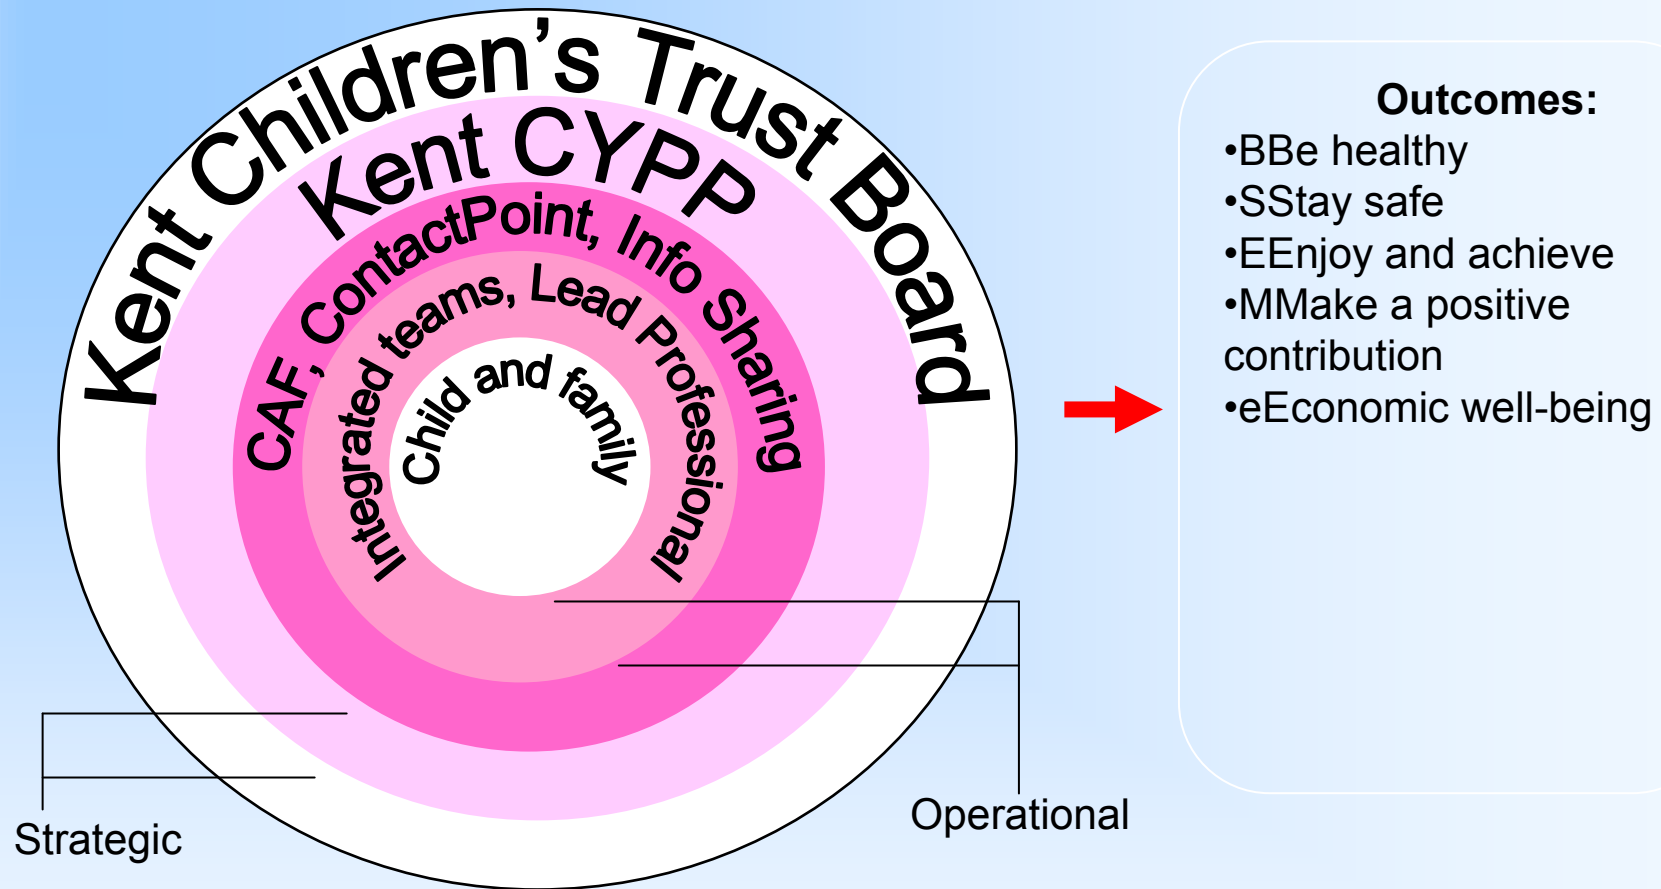 Kent Children’s Trust Board
Kent CYPP
CAF, ContactPoint, Info Sharing
Integrated teams, Lead Professional
Child and family
Strategic
Operational
Outcomes:
•BBe healthy
•SStay safe
•EEnjoy and achieve
•MMake a positive
contribution
•eEconomic well-being